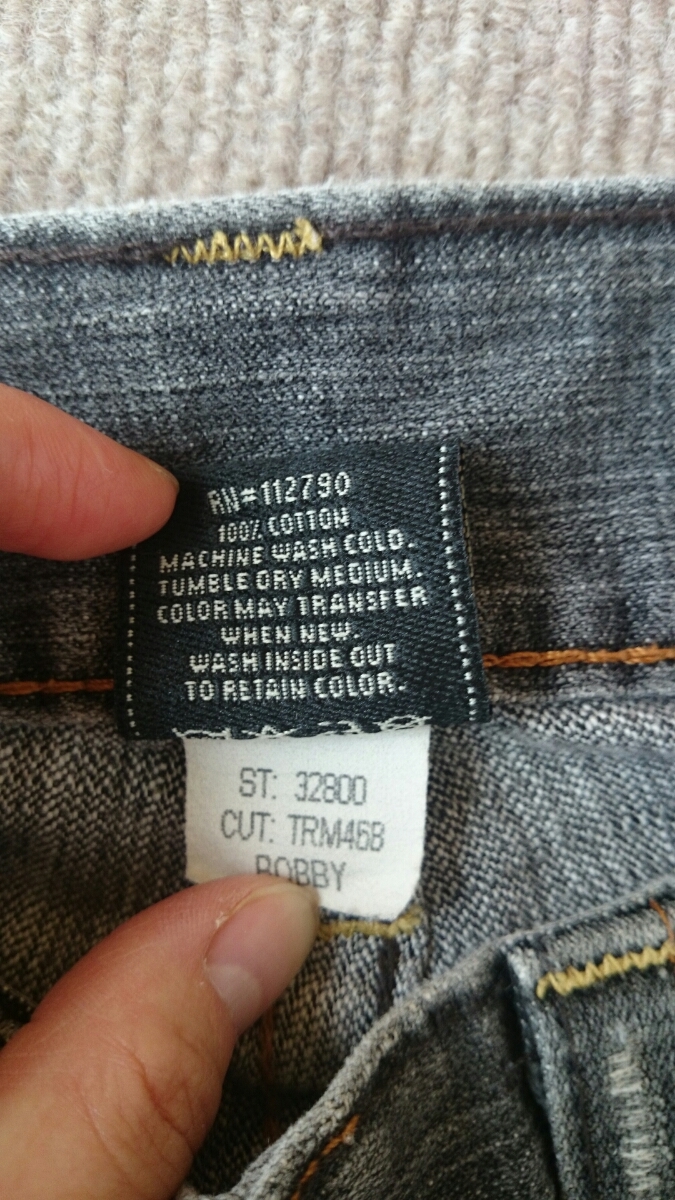 RN#112790
100% COTTON
MACHINE WASH COLD.
TUMBLE DRY MEDIUM.
COLOR MAY TRANSFER
WHEN NEW.
WASH INSIDE OUT
TO RETAIN COLOR.
ST: 32800
CUT: TRM46B
BOBBY